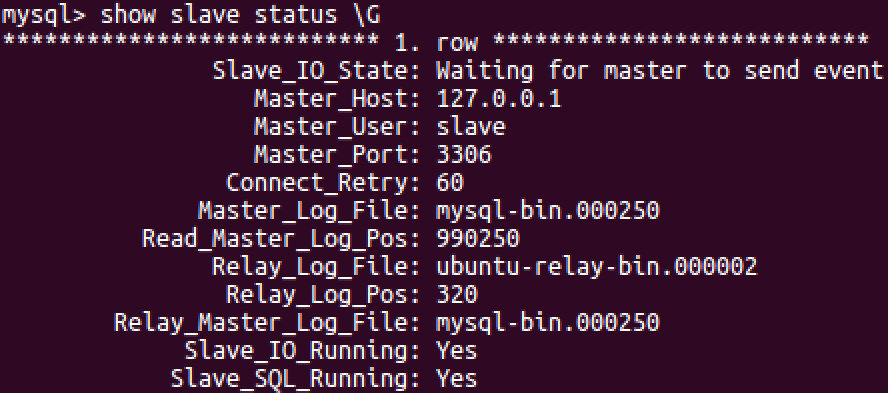 mysql> show slave status \G
*************************** 1. row ***************************
Slave_IO_State: Waiting for master to send event
Master_Host: 127.0.0.1
Master_User: slave
Master_Port: 3306
Connect_Retry: 60
Master_Log_File: mysql-bin.000250
Read_Master_Log_Pos: 990250
Relay_Log_File: ubuntu-relay-bin.000002
Relay_Log_Pos: 320
Relay_Master_Log_File: mysql-bin.000250
Slave_IO_Running: Yes
Slave_SQL_Running: Yes